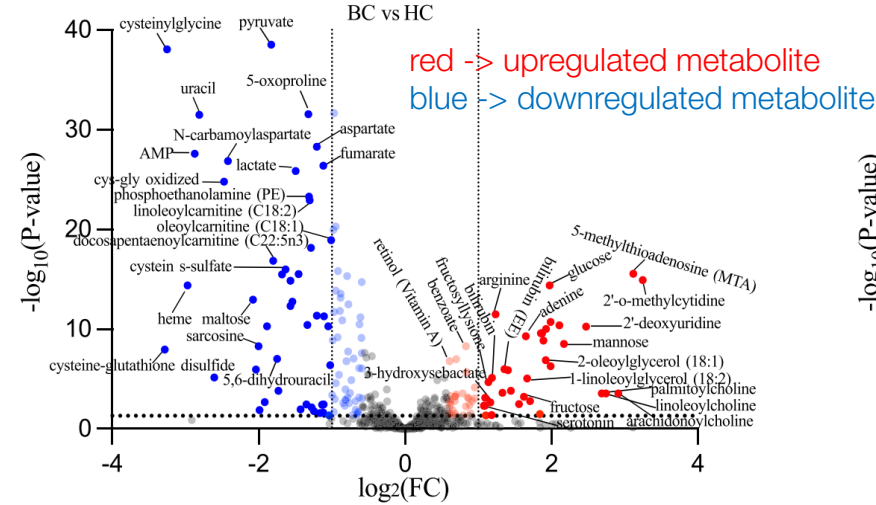 BC vs HC
red -> upregulated metabolite
blue -> downregulated metabolite
-log10(P-value)
-log10
40
30
20
10
0
cysteinylglycine
pyruvate
uracil
5-oxoproline
N-carbamoylaspartate
aspartate
AMP
lactate
fumarate
cys-gly oxidized
phosphoethanolamine (PE)
linoleoylcarnitine (C18:2)
oleoylcarnitine (C18:1)
docosapentaenoylcarnitine (C22:5n3)
cystein s-sulfate
heme
maltose
sarcosine
cysteine-glutathione disulfide
5,6-dihydrouracil
retinol (Vitamin A)
benzoate
fructosyllystone
bilirubin
arginine
bilirubin (EE)
adenine
glucose
5-methylthioadenosine (MTA)
2'-o-methylcytidine
2'-deoxyuridine
mannose
2-oleoylglycerol (18:1)
1-linoleoylglycerol (18:2)
3-hydroxysebactate
palmitoylcholine
linoleoylcholine
arachidonoylcholine
fructose
serotonin
-4
-2
0
2
4
log2(FC)